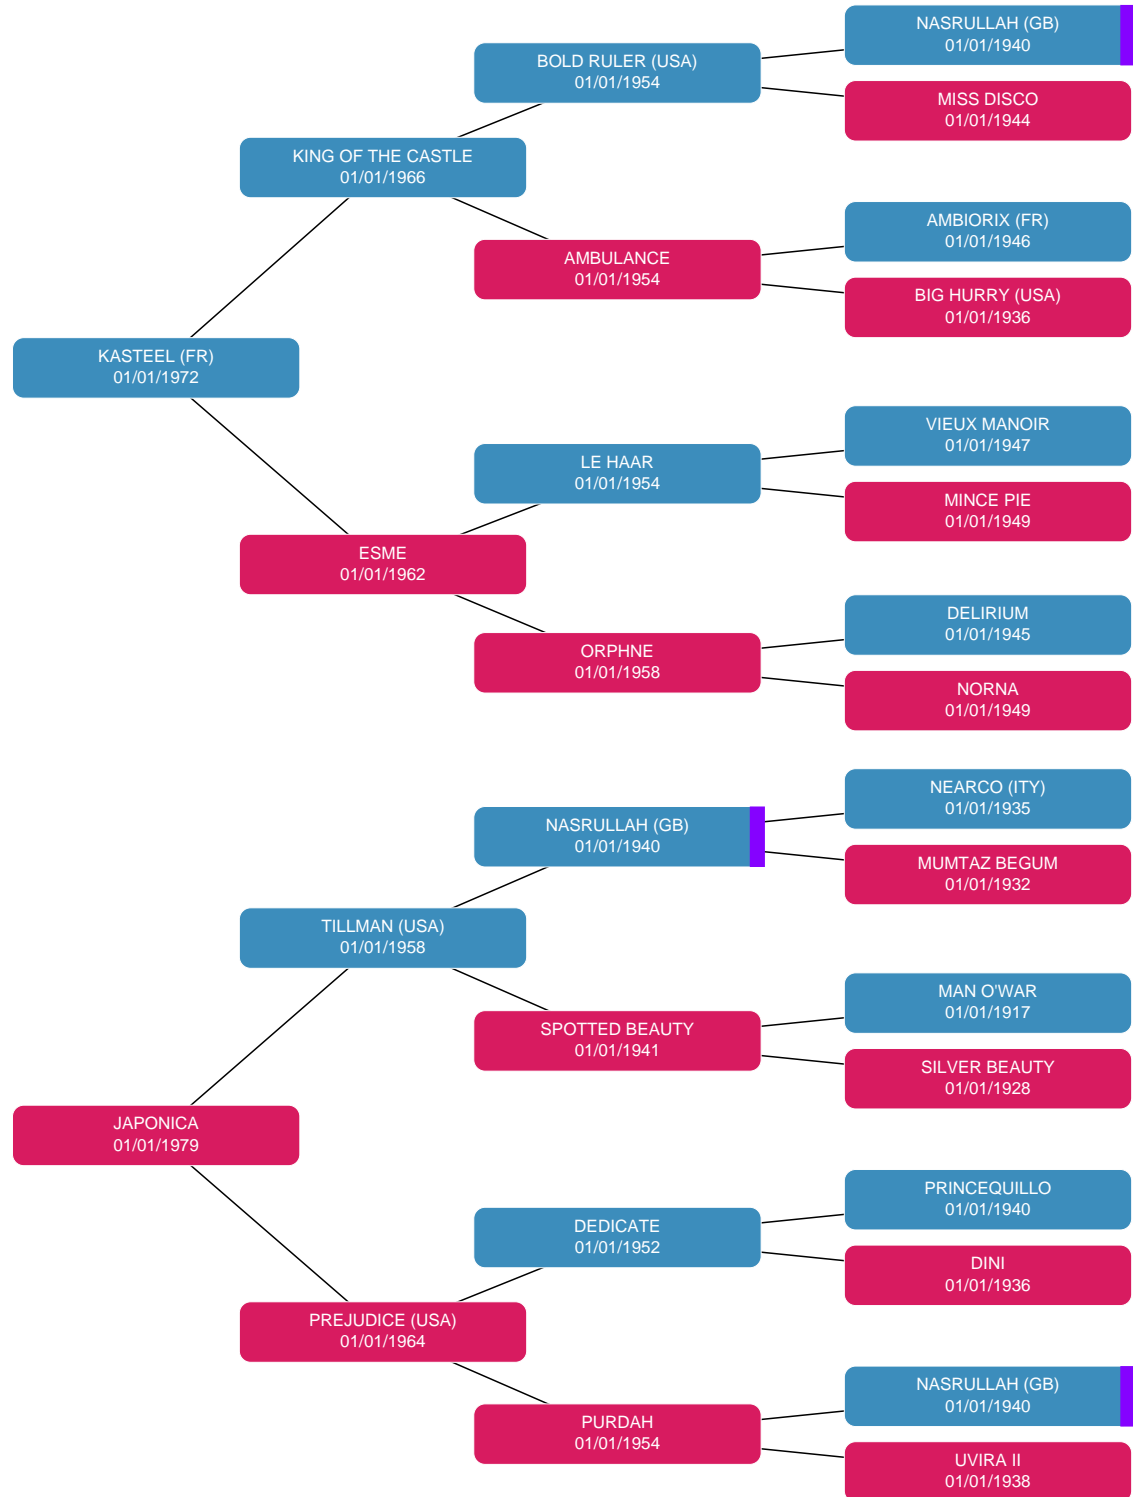 NASRULLAH (GB)
01/01/1940
BOLD RULER (USA)
01/01/1954
MISS DISCO
01/01/1944
KING OF THE CASTLE
01/01/1966
AMBIORIX (FR)
01/01/1946
AMBULANCE
01/01/1954
BIG HURRY (USA)
01/01/1936
KASTEEL (FR)
01/01/1972
VIEUX MANOIR
01/01/1947
LE HAAR
01/01/1954
MINCE PIE
01/01/1949
ESME
01/01/1962
DELIRIUM
01/01/1945
ORPHNE
01/01/1958
NORNA
01/01/1949
NEARCO (ITY)
01/01/1935
NASRULLAH (GB)
01/01/1940
MUMTAZ BEGUM
01/01/1932
TILLMAN (USA)
01/01/1958
MAN O'WAR
01/01/1917
SPOTTED BEAUTY
01/01/1941
SILVER BEAUTY
01/01/1928
JAPONICA
01/01/1979
PRINCEQUILLO
01/01/1940
DEDICATE
01/01/1952
DINI
01/01/1936
PREJUDICE (USA)
01/01/1964
NASRULLAH (GB)
01/01/1940
PURDAH
01/01/1954
UVIRA II
01/01/1938